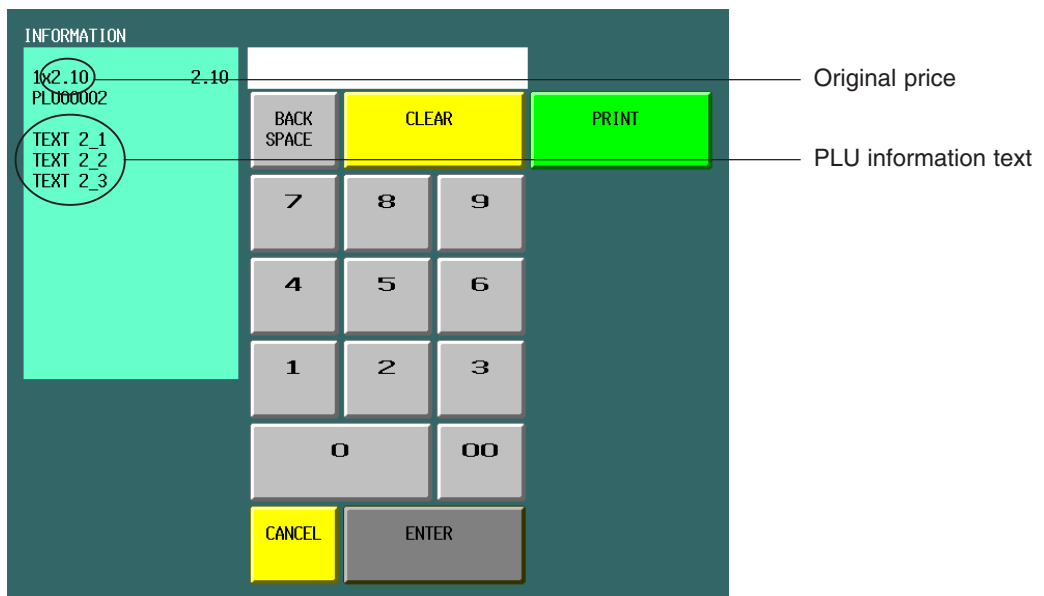 INFORMATION
1x2.10 2.10
PLU00002
TEXT 2_1
TEXT 2_2
TEXT 2_3
Original price
PLU information text
BACK SPACE
CLEAR
PRINT
7 8 9
4 5 6
1 2 3
0 00
CANCEL ENTER